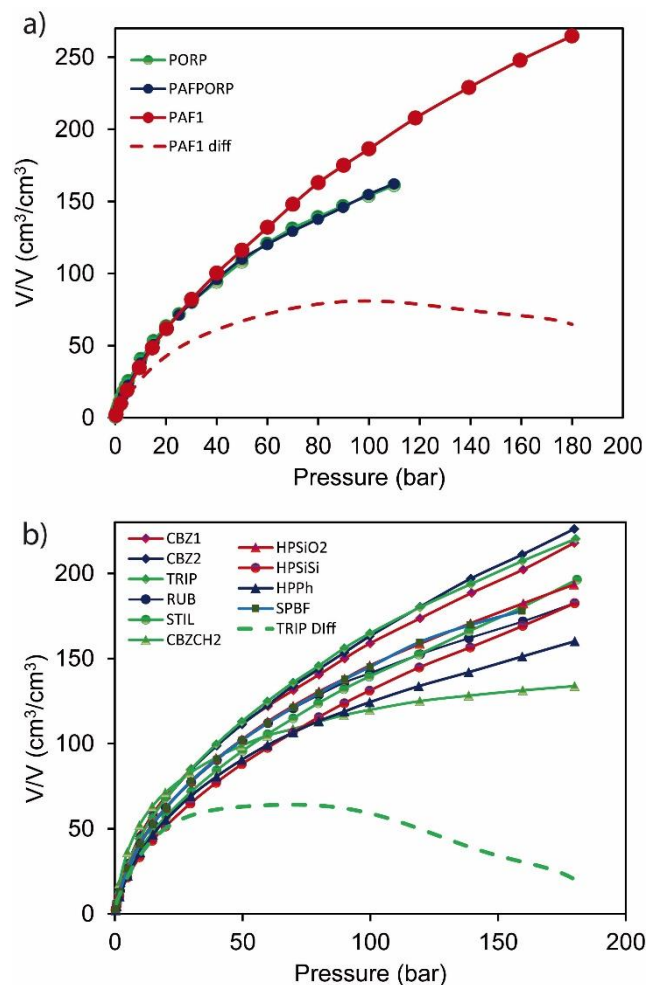 a)
PORP
PAFPORP
PAF1
PAF1 diff
V/V (cm³/cm³)
250
200
150
100
50
0
0 20 40 60 80 100 120 140 160 180 200
Pressure (bar)
b)
CBZ1 HPSiO2
CBZ2 HPSiSi
TRIP HPPh
RUB SPBF
STIL TRIP DIff
CBZCH2
V/V (cm³/cm³)
200
150
100
50
0
0 50 100 150 200
Pressure (bar)